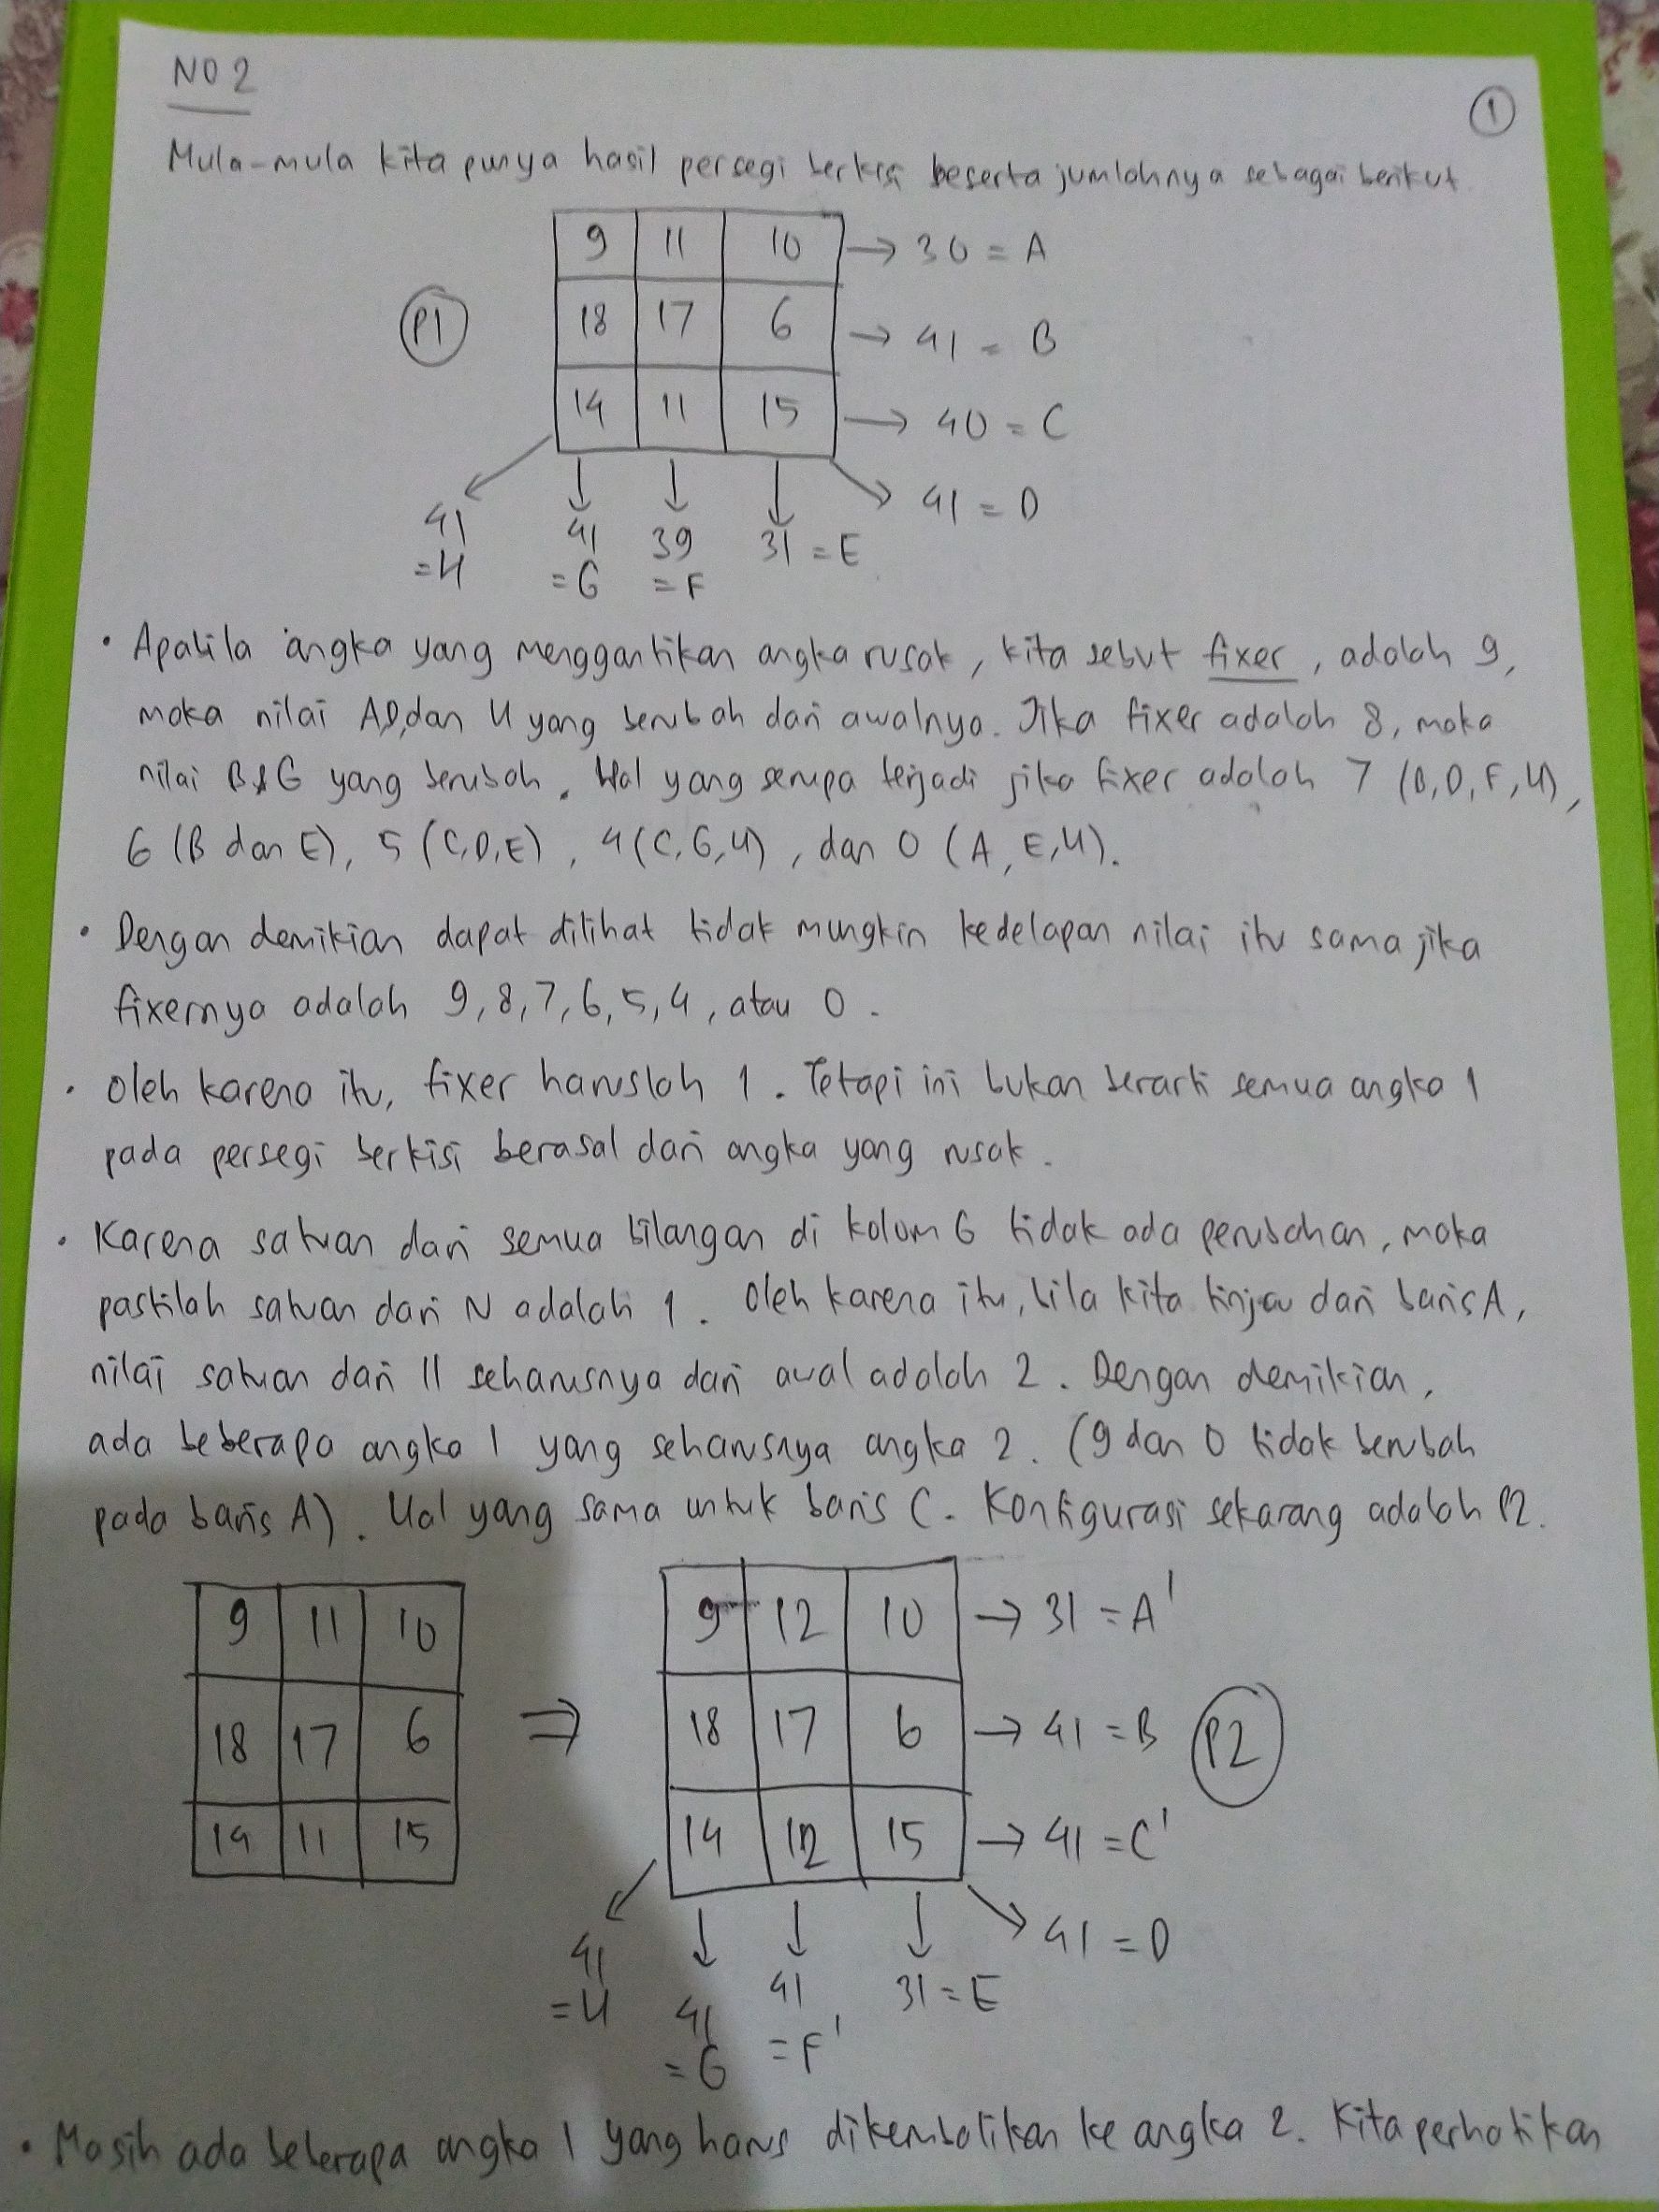 NO 2
1
Mula-mula kita punya hasil persegi berkisi beserta jumlahnya sebagai berikut
9 11 10 → 30 = A
P1 18 17 6 → 41 = B
14 11 15 → 40 = C
41 41 39 31 = E 41 = D
= H = G = F
• Apabila angka yang menggantikan angka rusak, kita sebut fixer, adalah 9,
maka nilai A,D,dan H yang berubah dari awalnya. Jika fixer adalah 8, maka
nilai B&G yang berubah. Hal yang serupa terjadi jika fixer adalah 7 (B,D,F,H),
6 (B dan E), 5 (C,D,E), 4 (C,G,H), dan 0 (A, E,H).
• Dengan demikian dapat dilihat tidak mungkin kedelapan nilai itu sama jika
fixernya adalah 9,8,7,6,5,4, atau 0.
• Oleh karena itu, fixer haruslah 1. Tetapi ini bukan berarti semua angka 1
pada persegi berkisi berasal dari angka yang rusak.
• Karena satuan dari semua bilangan di kolom G tidak ada perubahan, maka
pastilah satuan dari N adalah 1. Oleh karena itu, bila kita tinjau dari baris A,
nilai satuan dari 11 seharusnya dari awal adalah 2. Dengan demikian,
ada beberapa angka 1 yang seharusnya angka 2. (9 dan 0 tidak berubah
pada baris A). Hal yang sama untuk baris C. Konfigurasi sekarang adalah P2.
9 11 10 9 12 10 → 31 = A'
18 17 6 ⇒ 18 17 6 → 41 = B P2
14 11 15 14 12 15 → 41 = C'
41 41 41 31 = E 41 = D
= H = G = F'
• Masih ada beberapa angka 1 yang harus dikembalikan ke angka 2. Kita perhatikan